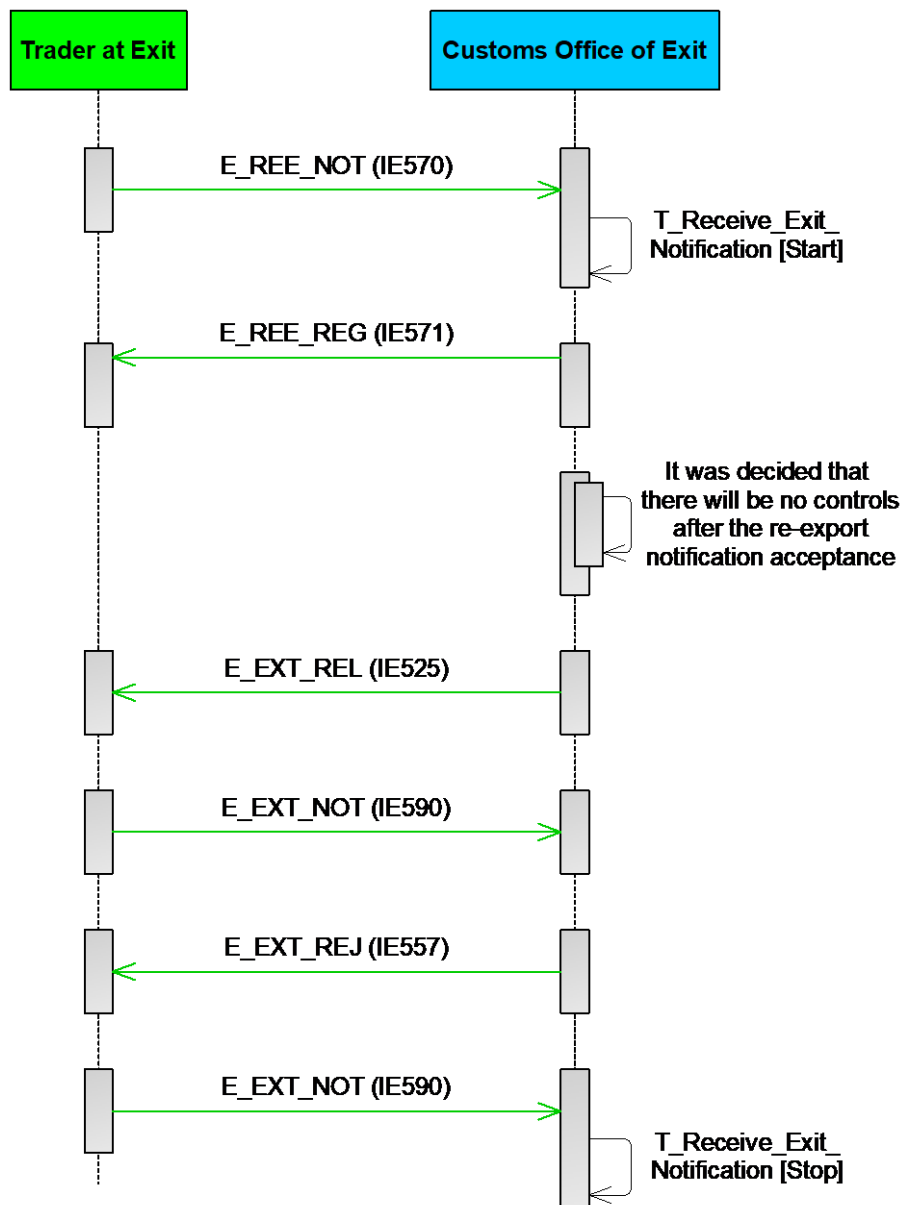 Trader at Exit
Customs Office of Exit
E_REE_NOT (IE570)
T_Receive_Exit_
Notification [Start]
E_REE_REG (IE571)
It was decided that
there will be no controls
after the re-export
notification acceptance
E_EXT_REL (IE525)
E_EXT_NOT (IE590)
E_EXT_REJ (IE557)
E_EXT_NOT (IE590)
T_Receive_Exit_
Notification [Stop]